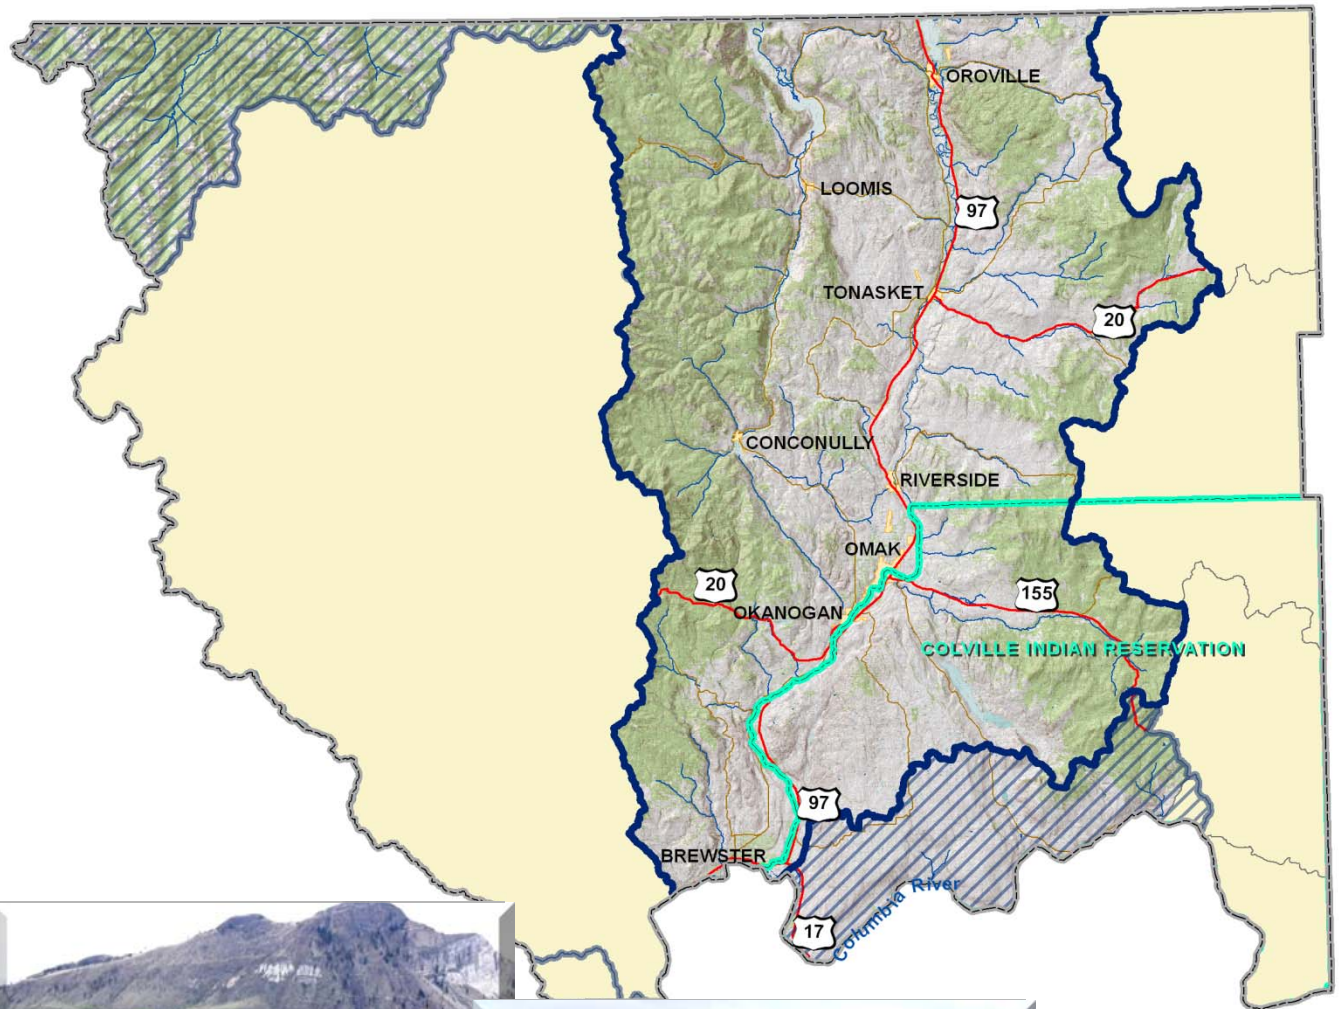 OROVILLE
LOOMIS
97
TONASKET
20
CONCONULLY
RIVERSIDE
OMAK
20
155
OKANOGAN
COLVILLE INDIAN RESERVATION
97
BREWSTER
Columbia River
17